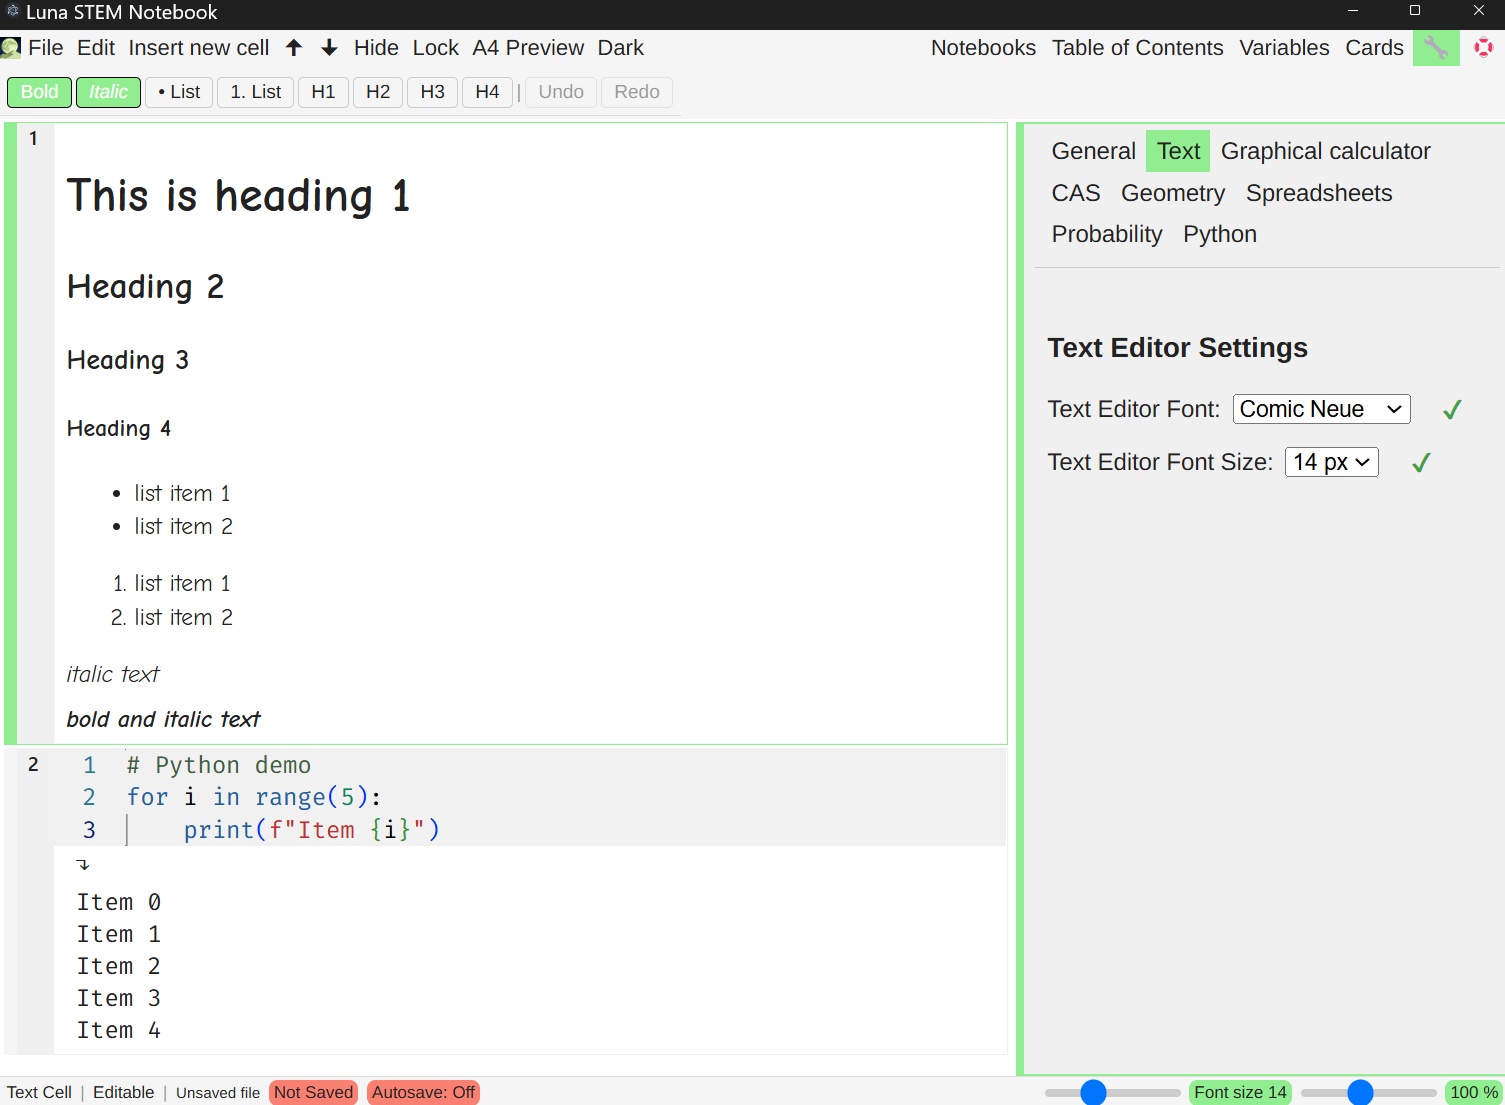 Luna STEM Notebook
File Edit Insert new cell ↑ ↓ Hide Lock A4 Preview Dark Notebooks Table of Contents Variables Cards
Bold Italic • List 1. List H1 H2 H3 H4 | Undo Redo
1
This is heading 1
Heading 2
Heading 3
Heading 4
• list item 1
• list item 2
1. list item 1
2. list item 2
italic text
bold and italic text
2
1 # Python demo
2 for i in range(5):
3     print(f"Item {i}")
Item 0
Item 1
Item 2
Item 3
Item 4
General Text Graphical calculator
CAS Geometry Spreadsheets
Probability Python
Text Editor Settings
Text Editor Font: Comic Neue ✓
Text Editor Font Size: 14 px ✓
Text Cell | Editable | Unsaved file Not Saved Autosave: Off Font size 14 100 %